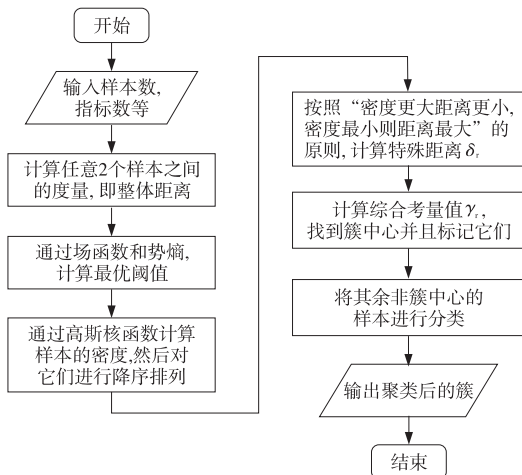 开始
输入样本数,
指标数等
计算任意2个样本之间
的度量, 即整体距离
通过场函数和势熵,
计算最优阈值
通过高斯核函数计算
样本的密度,然后对
它们进行降序排列
按照“密度更大距离更小,
密度最小则距离最大”的
原则, 计算特殊距离δr
计算综合考量值γr,
找到簇中心并且标记它们
将其余非簇中心的
样本进行分类
输出聚类后的簇
结束